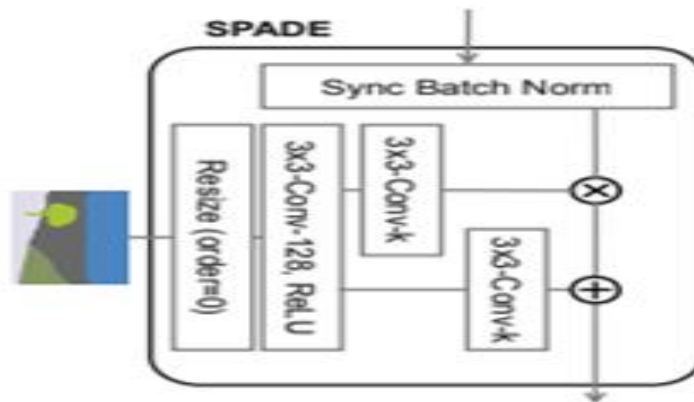 SPADE
Sync Batch Norm
Resize (order=0)
3x3-Conv-128, ReLU
3x3-Conv-k
3x3-Conv-k